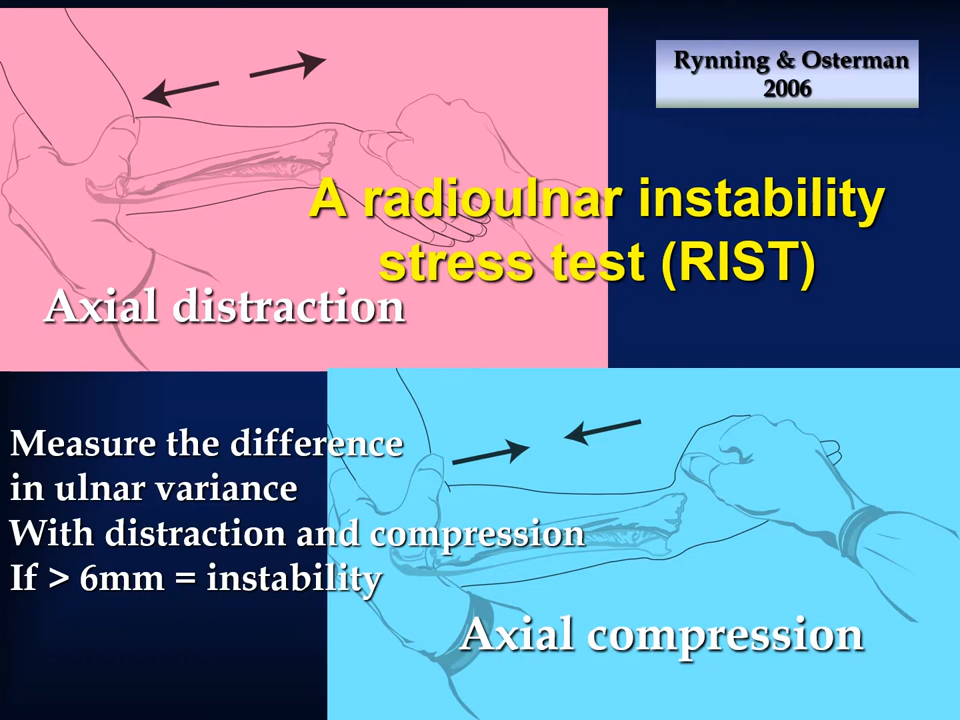 Rynning & Osterman
2006
A radioulnar instability
stress test (RIST)
Axial distraction
Measure the difference
in ulnar variance
With distraction and compression
If > 6mm = instability
Axial compression